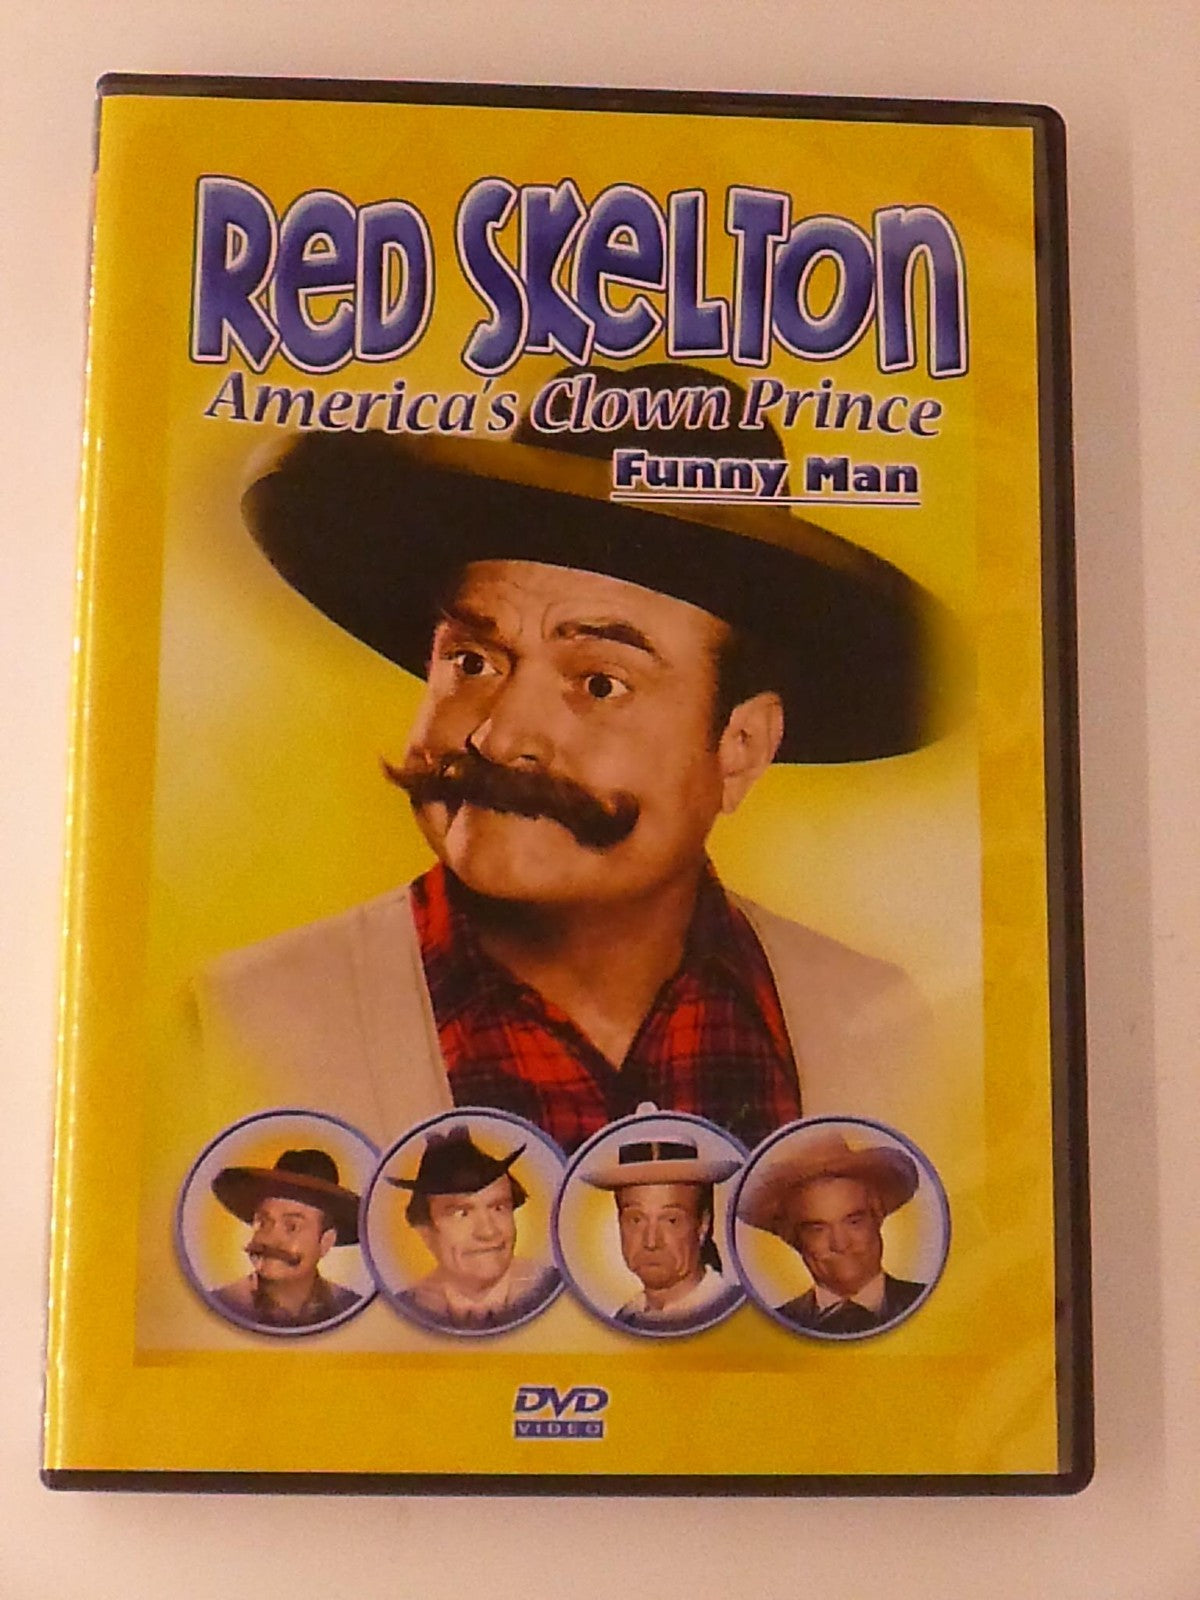 Red Skelton
America's Clown Prince
Funny Man
DVD
VIDEO